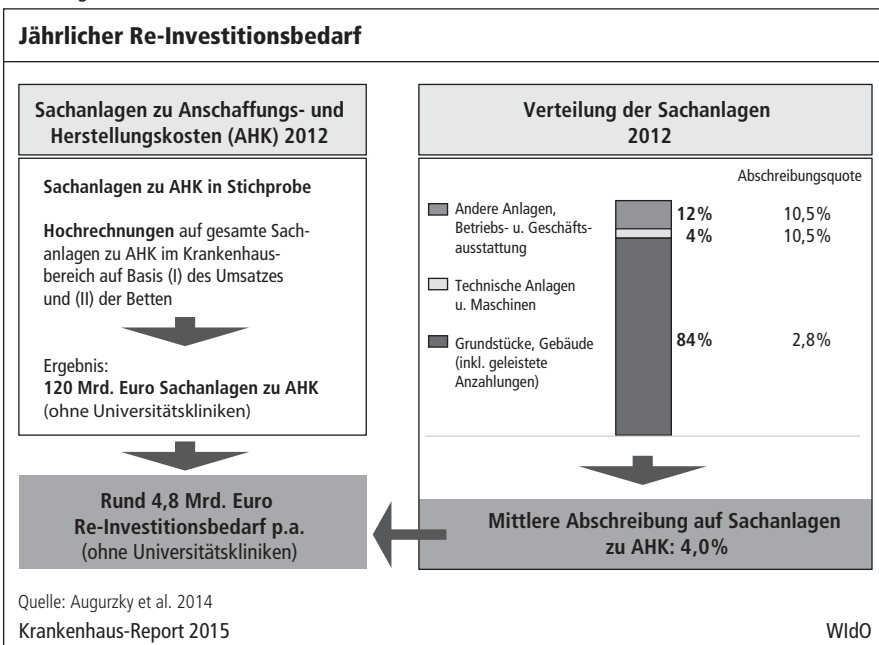 Jährlicher Re-Investitionsbedarf
Sachanlagen zu Anschaffungs- und
Herstellungskosten (AHK) 2012
Sachanlagen zu AHK in Stichprobe
Hochrechnungen auf gesamte Sach-
anlagen zu AHK im Krankenhaus-
bereich auf Basis (I) des Umsatzes
und (II) der Betten
Ergebnis:
120 Mrd. Euro Sachanlagen zu AHK
(ohne Universitätskliniken)
Rund 4,8 Mrd. Euro
Re-Investitionsbedarf p.a.
(ohne Universitätskliniken)
Verteilung der Sachanlagen
2012
Abschreibungsquote
Andere Anlagen,
Betriebs- u. Geschäfts-
ausstattung
12% 10,5%
4% 10,5%
Technische Anlagen
u. Maschinen
Grundstücke, Gebäude
(inkl. geleistete
Anzahlungen)
84% 2,8%
Mittlere Abschreibung auf Sachanlagen
zu AHK: 4,0%
Quelle: Augurzky et al. 2014
Krankenhaus-Report 2015
WIdO